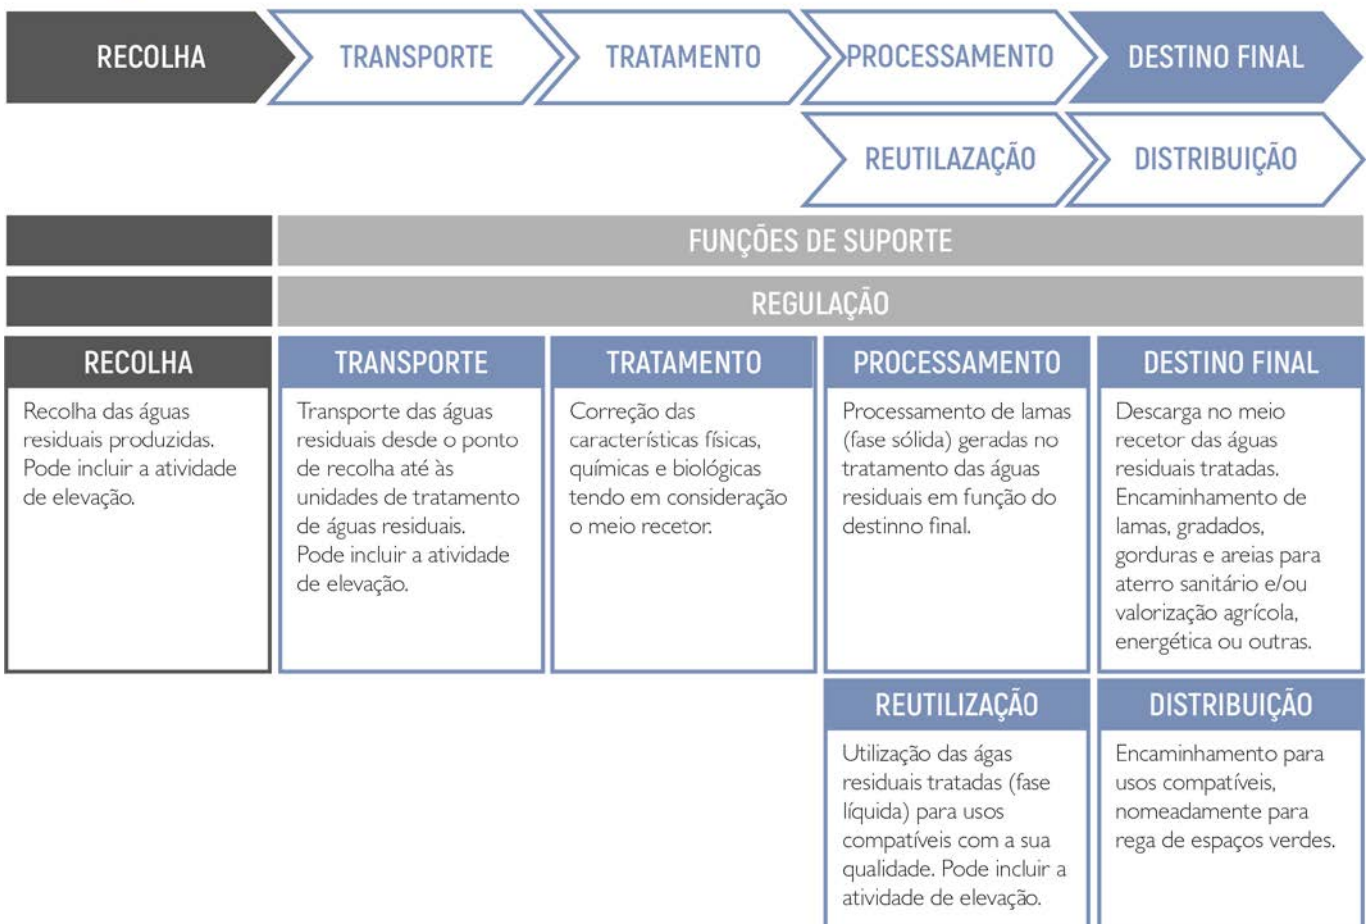 RECOLHA
TRANSPORTE
TRATAMENTO
PROCESSAMENTO
DESTINO FINAL
REUTILAZAÇÃO
DISTRIBUIÇÃO
FUNÇÕES DE SUPORTE
REGULAÇÃO
RECOLHA
Recolha das águas
residuais produzidas.
Pode incluir a atividade
de elevação.
TRANSPORTE
Transporte das águas
residuais desde o ponto
de recolha até às
unidades de tratamento
de águas residuais.
Pode incluir a atividade
de elevação.
TRATAMENTO
Correção das
características físicas,
químicas e biológicas
tendo em consideração
o meio recetor.
PROCESSAMENTO
Processamento de lamas
(fase sólida) geradas no
tratamento das águas
residuais em função do
destinno final.
DESTINO FINAL
Descarga no meio
recetor das águas
residuais tratadas.
Encaminhamento de
lamas, gradados,
gorduras e areias para
aterro sanitário e/ou
valorização agrícola,
energética ou outras.
REUTILIZAÇÃO
Utilização das ágas
residuais tratadas (fase
líquida) para usos
compatíveis com a sua
qualidade. Pode incluir a
atividade de elevação.
DISTRIBUIÇÃO
Encaminhamento para
usos compatíveis,
nomeadamente para
rega de espaços verdes.